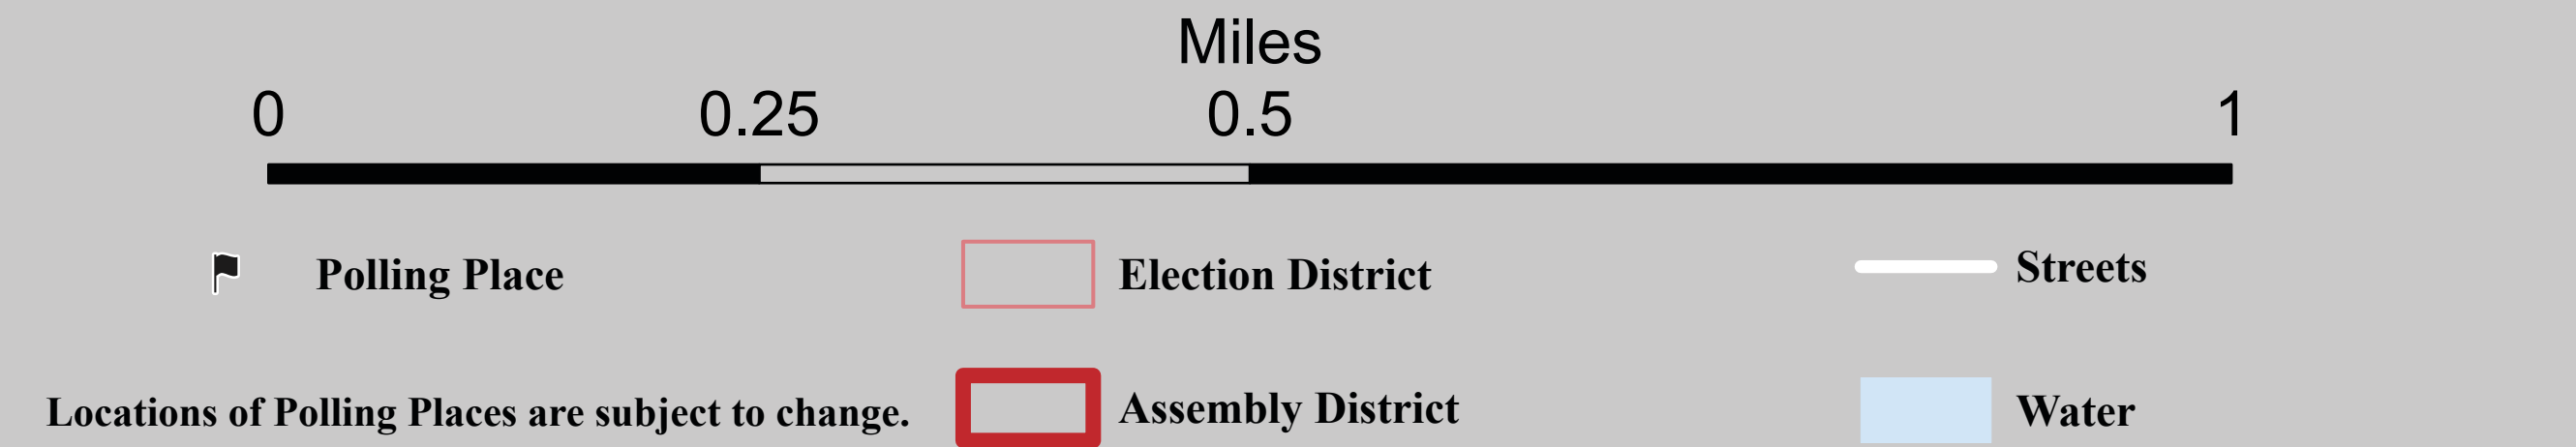 Miles
0 0.25 0.5 1
Polling Place Election District Streets
Locations of Polling Places are subject to change. Assembly District Water